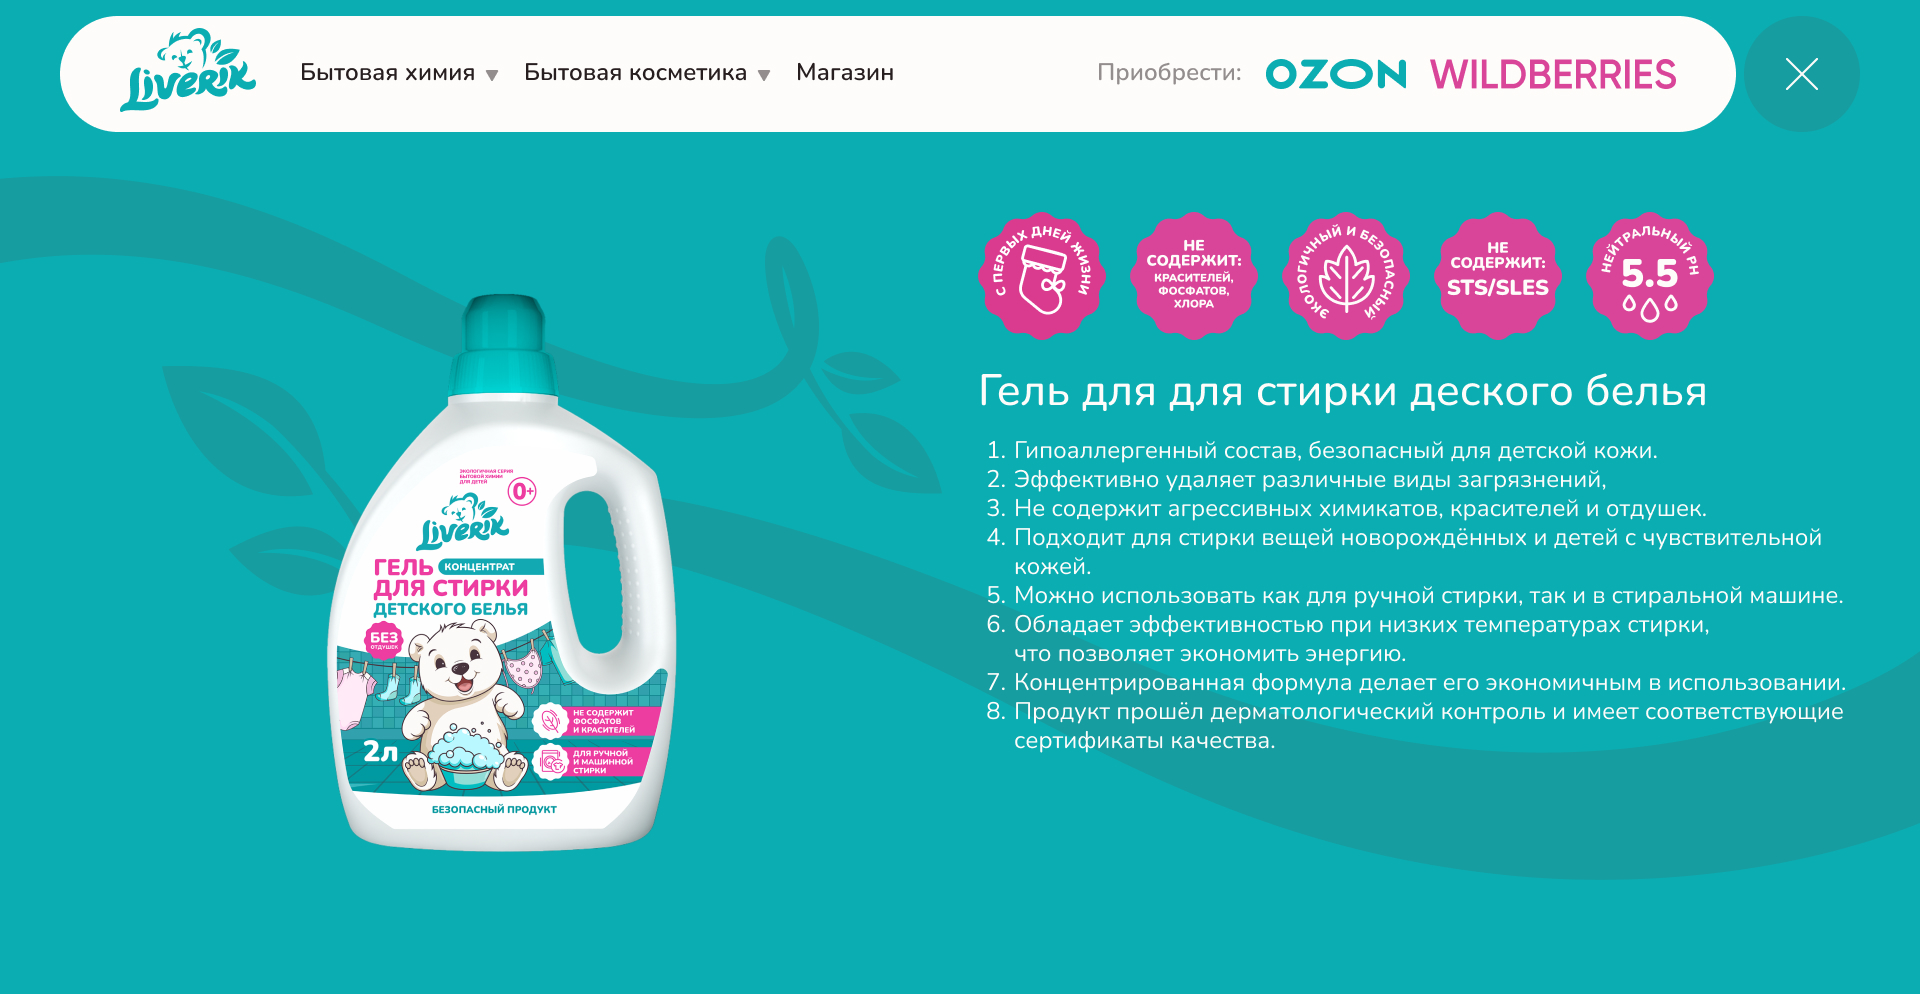 Liverik
Бытовая химия
Бытовая косметика
Магазин
Приобрести:
OZON
WILDBERRIES
С ПЕРВЫХ ДНЕЙ ЖИЗНИ
НЕ
СОДЕРЖИТ:
КРАСИТЕЛЕЙ,
ФОСФАТОВ,
ХЛОРА
ЭКОЛОГИЧНЫЙ И БЕЗОПАСНЫЙ
НЕ
СОДЕРЖИТ:
STS/SLES
НЕЙТРАЛЬНЫЙ PH
5.5
Гель для для стирки деского белья
1. Гипоаллергенный состав, безопасный для детской кожи.
2. Эффективно удаляет различные виды загрязнений,
3. Не содержит агрессивных химикатов, красителей и отдушек.
4. Подходит для стирки вещей новорождённых и детей с чувствительной
кожей.
5. Можно использовать как для ручной стирки, так и в стиральной машине.
6. Обладает эффективностью при низких температурах стирки,
что позволяет экономить энергию.
7. Концентрированная формула делает его экономичным в использовании.
8. Продукт прошёл дерматологический контроль и имеет соответствующие
сертификаты качества.
ЭКОЛОГИЧНАЯ СЕРИЯ
БЫТОВОЙ ХИМИИ
ДЛЯ ДЕТЕЙ
0+
Liverik
ГЕЛЬ КОНЦЕНТРАТ
ДЛЯ СТИРКИ
ДЕТСКОГО БЕЛЬЯ
БЕЗ
ОТДУШЕК
НЕ СОДЕРЖИТ
ФОСФАТОВ
И КРАСИТЕЛЕЙ
2л
ДЛЯ РУЧНОЙ
И МАШИННОЙ
СТИРКИ
БЕЗОПАСНЫЙ ПРОДУКТ